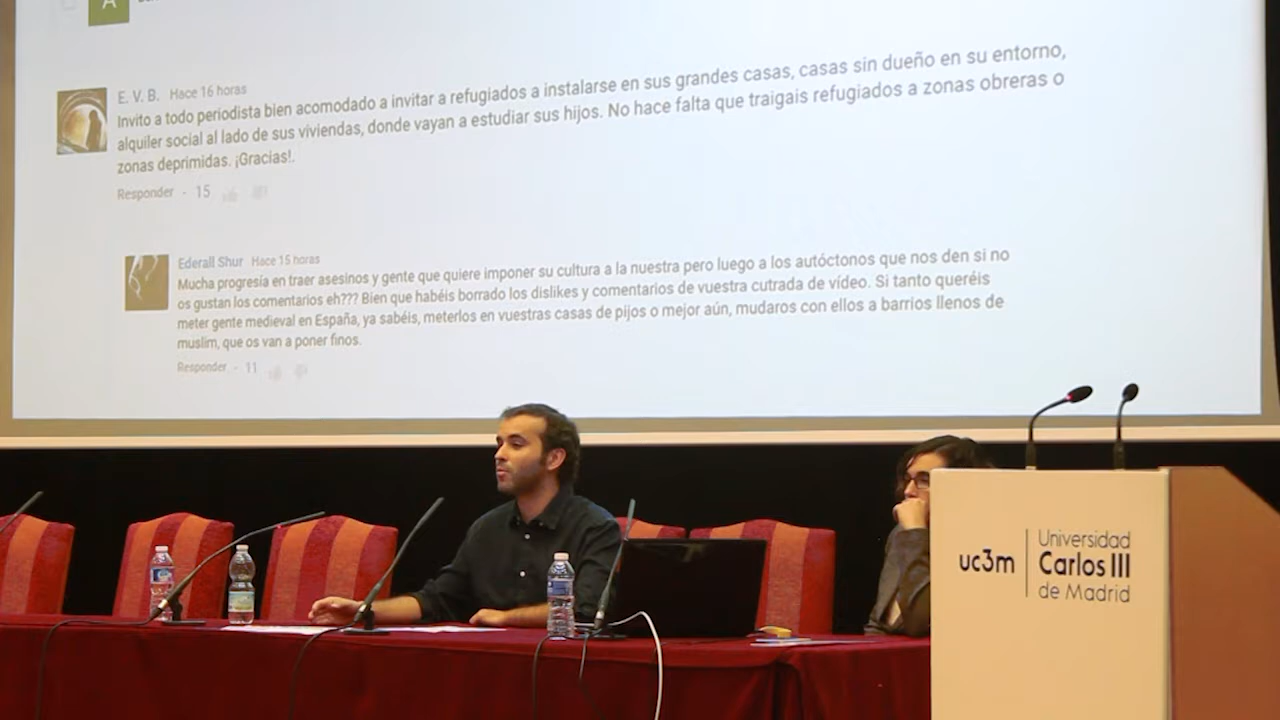 A
E. V. B. Hace 16 horas
Invito a todo periodista bien acomodado a invitar a refugiados a instalarse en sus grandes casas, casas sin dueño en su entorno,
alquiler social al lado de sus viviendas, donde vayan a estudiar sus hijos. No hace falta que traigais refugiados a zonas obreras o
zonas deprimidas. ¡Gracias!.
Responder - 15
Ederall Shur Hace 15 horas
Mucha progresía en traer asesinos y gente que quiere imponer su cultura a la nuestra pero luego a los autóctonos que nos den si no
os gustan los comentarios eh??? Bien que habéis borrado los dislikes y comentarios de vuestra cutrada de vídeo. Si tanto queréis
meter gente medieval en España, ya sabéis, meterlos en vuestras casas de pijos o mejor aún, mudaros con ellos a barrios llenos de
muslim, que os van a poner finos.
Responder - 11
uc3m
Universidad
Carlos III
de Madrid